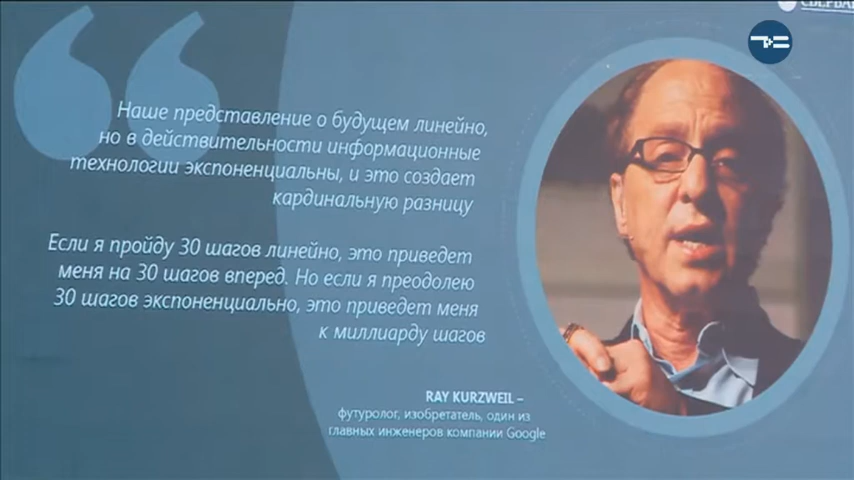 СБЕРБА
Наше представление о будущем линейно,
но в действительности информационные
технологии экспоненциальны, и это создает
кардинальную разницу
Если я пройду 30 шагов линейно, это приведет
меня на 30 шагов вперед. Но если я преодолею
30 шагов экспоненциально, это приведет меня
к миллиарду шагов
RAY KURZWEIL –
футуролог, изобретатель, один из
главных инженеров компании Google